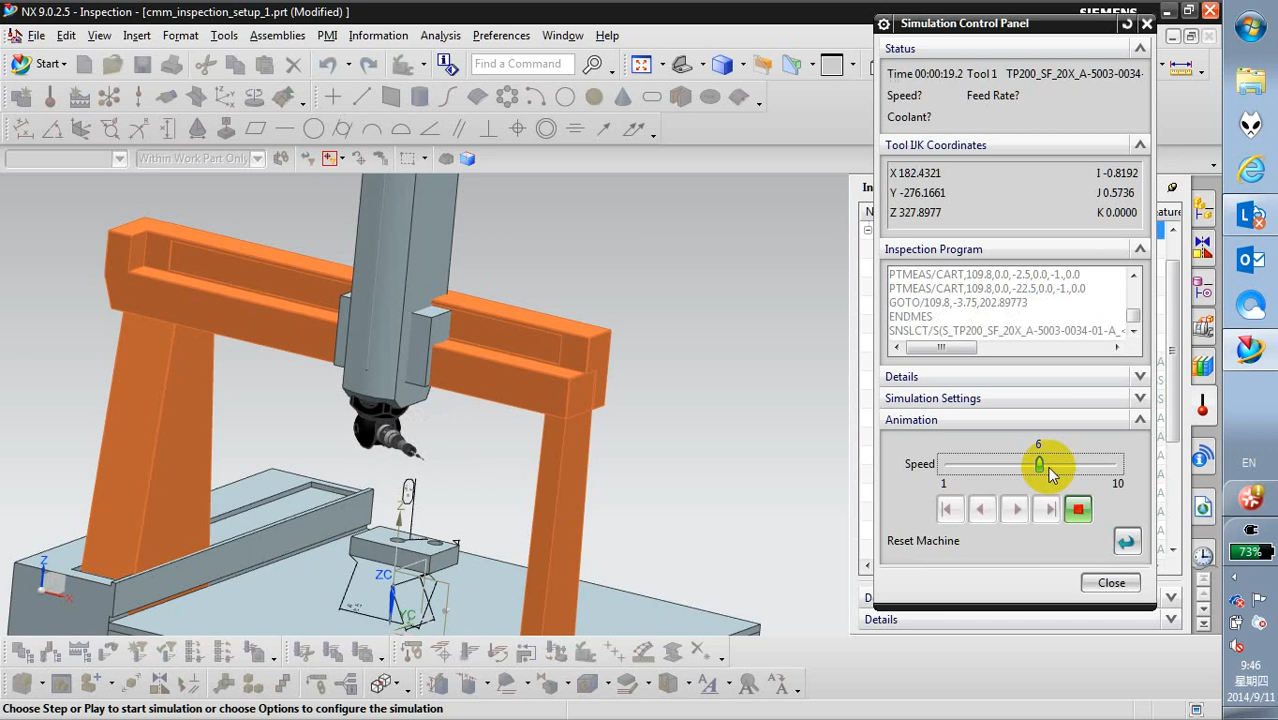 NX 9.0.2.5 - Inspection - [cmm_inspection_setup_1.prt (Modified) ]
SIEMENS
File Edit View Insert Format Tools Assemblies PMI Information Analysis Preferences Window Help
Start
Find a Command
Within Work Part Only
Simulation Control Panel
Status
Time 00:00:19.2 Tool 1 TP200_SF_20X_A-5003-0034-
Speed? Feed Rate?
Coolant?
Tool IJK Coordinates
X 182.4321 I -0.8192
Y -276.1661 J 0.5736
Z 327.8977 K 0.0000
Inspection Program
PTMEAS/CART,109.8,0.0,-2.5,0.0,-1.,0.0
PTMEAS/CART,109.8,0.0,-22.5,0.0,-1.,0.0
GOTO/109.8,-3.75,202.89773
ENDMES
SNSLCT/S(S_TP200_SF_20X_A-5003-0034-01-A_<
Details
Simulation Settings
Animation
6
Speed
1 10
Reset Machine
Close
In
N
eature
D
Details
ZC
YC
Z
Z
X
EN
73%
9:46
星期四
2014/9/11
Choose Step or Play to start simulation or choose Options to configure the simulation